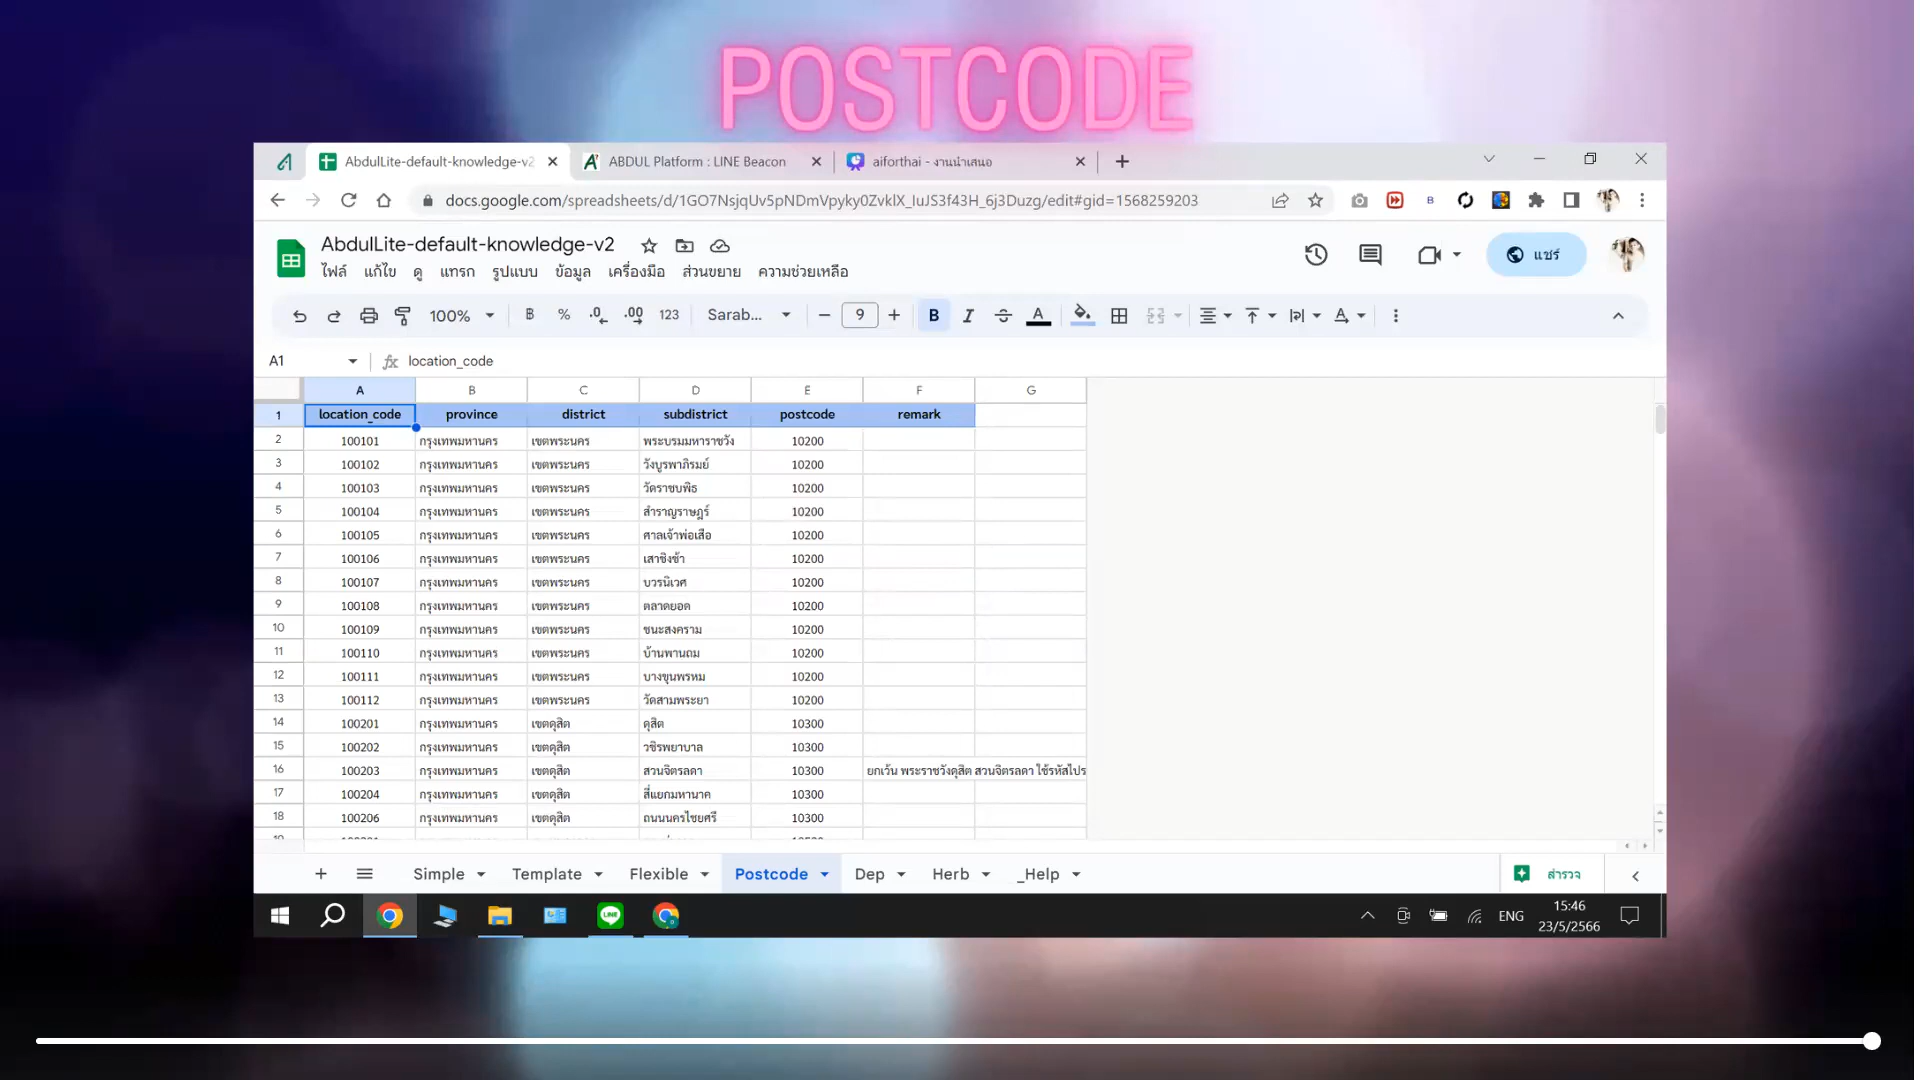 POSTCODE
AbdulLite-default-knowledge-v2
ABDUL Platform : LINE Beacon
aiforthai - งานนำเสนอ
docs.google.com/spreadsheets/d/1GO7NsjqUv5pNDmVpyky0ZvklX_IuJS3f43H_6j3Duzg/edit#gid=1568259203
AbdulLite-default-knowledge-v2
ไฟล์ แก้ไข ดู แทรก รูปแบบ ข้อมูล เครื่องมือ ส่วนขยาย ความช่วยเหลือ
แชร์
100% ฿ % .0 .00 123 Sarab... 9 B I A A
A1 fx location_code
A B C D E F G
1 location_code province district subdistrict postcode remark
2 100101 กรุงเทพมหานคร เขตพระนคร พระบรมมหาราชวัง 10200
3 100102 กรุงเทพมหานคร เขตพระนคร วังบูรพาภิรมย์ 10200
4 100103 กรุงเทพมหานคร เขตพระนคร วัดราชบพิธ 10200
5 100104 กรุงเทพมหานคร เขตพระนคร สำราญราษฎร์ 10200
6 100105 กรุงเทพมหานคร เขตพระนคร ศาลเจ้าพ่อเสือ 10200
7 100106 กรุงเทพมหานคร เขตพระนคร เสาชิงช้า 10200
8 100107 กรุงเทพมหานคร เขตพระนคร บวรนิเวศ 10200
9 100108 กรุงเทพมหานคร เขตพระนคร ตลาดยอด 10200
10 100109 กรุงเทพมหานคร เขตพระนคร ชนะสงคราม 10200
11 100110 กรุงเทพมหานคร เขตพระนคร บ้านพานถม 10200
12 100111 กรุงเทพมหานคร เขตพระนคร บางขุนพรหม 10200
13 100112 กรุงเทพมหานคร เขตพระนคร วัดสามพระยา 10200
14 100201 กรุงเทพมหานคร เขตดุสิต ดุสิต 10300
15 100202 กรุงเทพมหานคร เขตดุสิต วชิรพยาบาล 10300
16 100203 กรุงเทพมหานคร เขตดุสิต สวนจิตรลดา 10300 ยกเว้น พระราชวังดุสิต สวนจิตรลดา ใช้รหัสไปร
17 100204 กรุงเทพมหานคร เขตดุสิต สี่แยกมหานาค 10300
18 100206 กรุงเทพมหานคร เขตดุสิต ถนนนครไชยศรี 10300
Simple Template Flexible Postcode Dep Herb _Help สำรวจ
ENG 15:46
23/5/2566